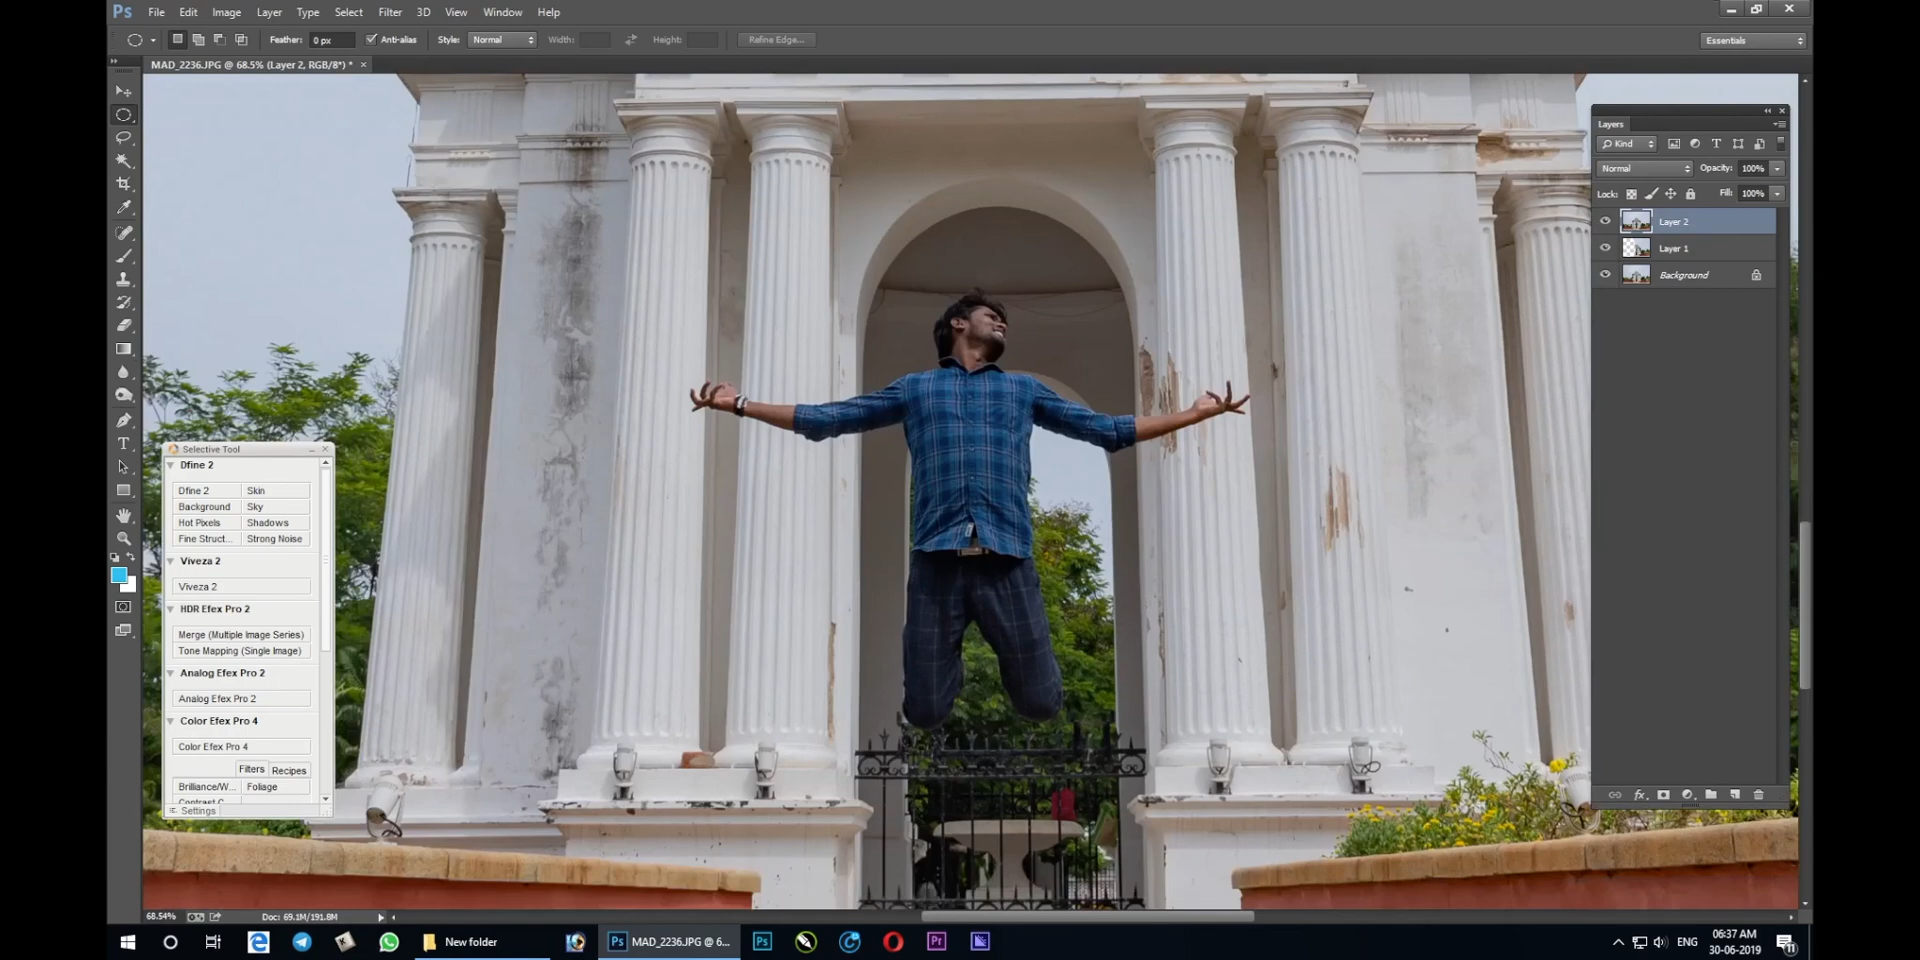 Ps File Edit Image Layer Type Select Filter 3D View Window Help
Feather: 0 px Anti-alias Style: Normal Width: Height: Refine Edge... Essentials
MAD_2236.JPG @ 68.5% (Layer 2, RGB/8*) * ×
Layers
Kind
Normal Opacity: 100%
Lock: Fill: 100%
Layer 2
Layer 1
Background
Selective Tool
Dfine 2
Dfine 2 Skin
Background Sky
Hot Pixels Shadows
Fine Struct... Strong Noise
Viveza 2
Viveza 2
HDR Efex Pro 2
Merge (Multiple Image Series)
Tone Mapping (Single Image)
Analog Efex Pro 2
Analog Efex Pro 2
Color Efex Pro 4
Color Efex Pro 4
Filters Recipes
Brilliance/W... Foliage
Settings
68.54% Doc: 69.1M/191.8M
New folder Ps MAD_2236.JPG @ 6... Ps Pr ENG 06:37 AM
30-06-2019